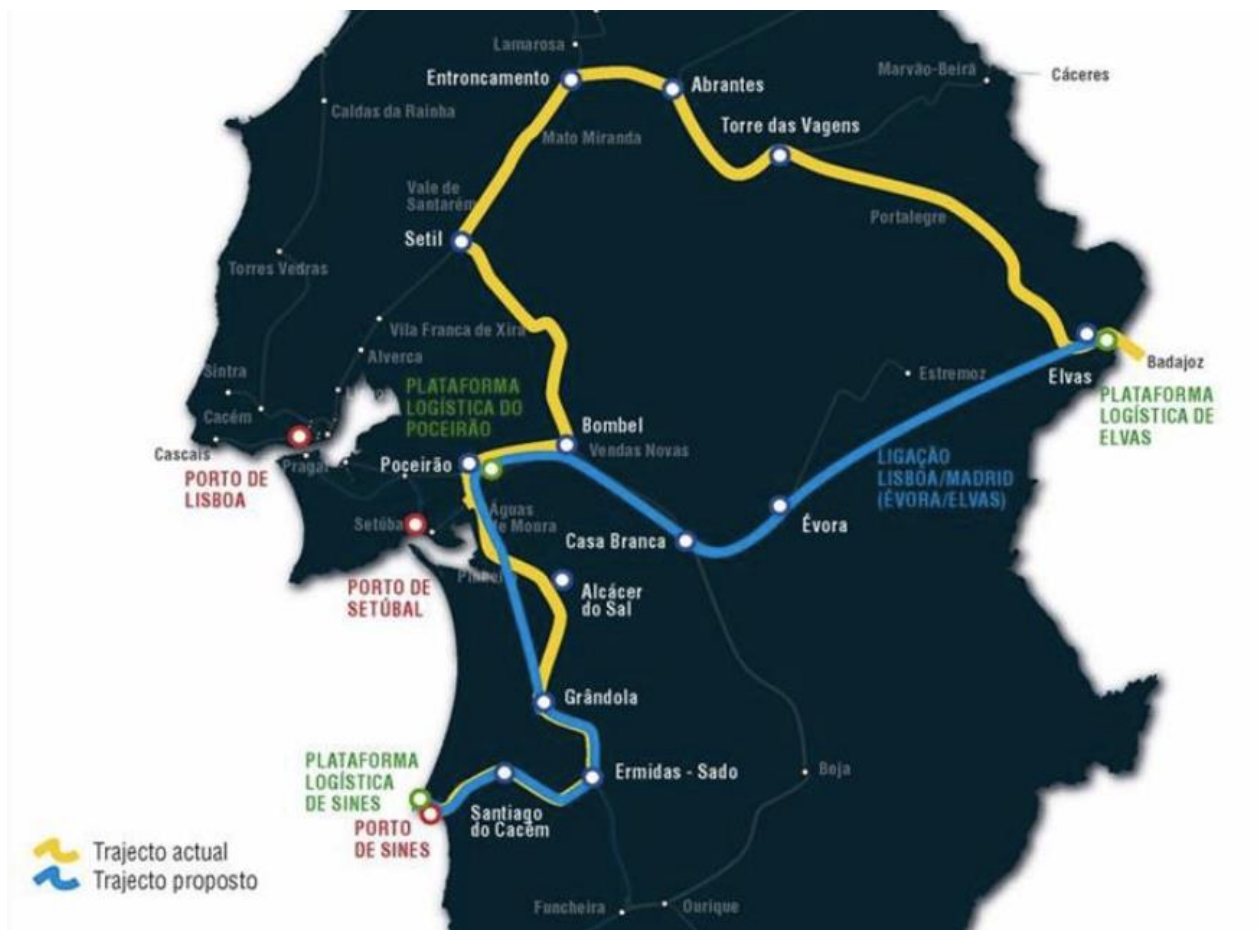 Lamarosa
Entroncamento
Abrantes
Marvão-Beirã
Cáceres
Caldas da Rainha
Torre das Vagens
Mato Miranda
Vale de
Santarém
Portalegre
Setil
Torres Vedras
Vila Franca de Xira
Alverca
Sintra
Cacém
Cascais
PORTO DE
LISBOA
Pragal
PLATAFORMA
LOGÍSTICA DO
POCEIRÃO
Bombel
Vendas Novas
Poceirão
Estremoz
Elvas
Badajoz
PLATAFORMA
LOGÍSTICA DE
ELVAS
LIGAÇÃO
LISBOA/MADRID
(ÉVORA/ELVAS)
Évora
Setúba
Águas
de Moura
Casa Branca
PORTO DE
SETÚBAL
Alcácer
do Sal
Grândola
PLATAFORMA
LOGÍSTICA
DE SINES
PORTO
DE SINES
Santiago
do Cacém
Ermidas - Sado
Beja
Trajecto actual
Trajecto proposto
Funcheira
Ourique